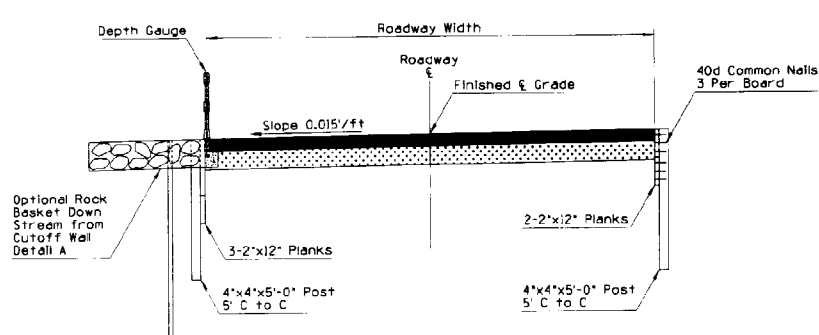 Roadway Width
Depth Gauge
Roadway
℄
Finished ℄ Grade
40d Common Nails
3 Per Board
Slope 0.015'/ft
Optional Rock
Basket Down
Stream from
Cutoff Wall
Detail A
3-2"x12" Planks
2-2"x12" Planks
4"x4"x5'-0" Post
5' C to C
4"x4"x5'-0" Post
5' C to C